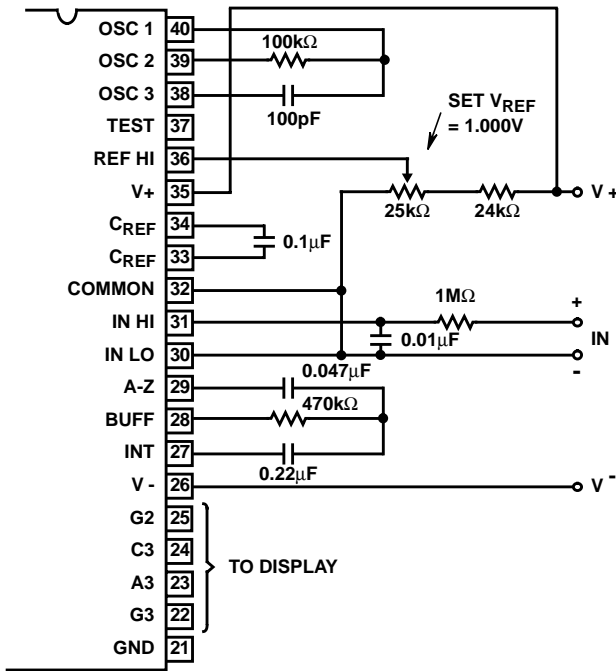 OSC 1 40
OSC 2 39
OSC 3 38
TEST 37
REF HI 36
V+ 35
CREF 34
CREF 33
COMMON 32
IN HI 31
IN LO 30
A-Z 29
BUFF 28
INT 27
V - 26
G2 25
C3 24
A3 23
G3 22
GND 21
100kΩ
100pF
SET VREF
= 1.000V
25kΩ
24kΩ
V +
0.1µF
1MΩ
+
0.01µF
IN
-
0.047µF
470kΩ
0.22µF
V -
TO DISPLAY